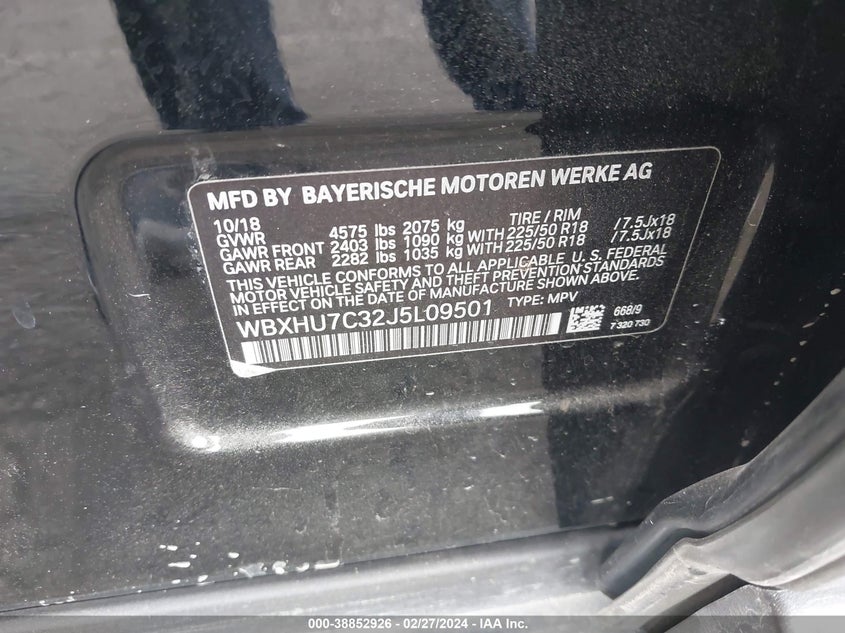 MFD BY BAYERISCHE MOTOREN WERKE AG
10/18 TIRE / RIM
GVWR 4575 lbs 2075 kg
GAWR FRONT 2403 lbs 1090 kg WITH 225/50 R18 /7.5Jx18
GAWR REAR 2282 lbs 1035 kg WITH 225/50 R18 /7.5Jx18
THIS VEHICLE CONFORMS TO ALL APPLICABLE U.S. FEDERAL
MOTOR VEHICLE SAFETY AND THEFT PREVENTION STANDARDS
IN EFFECT ON THE DATE OF MANUFACTURE SHOWN ABOVE.
WBXHU7C32J5L09501 TYPE: MPV 668/9
7 320 730
000-38852926 / 02/27/2024 / IAA Inc.